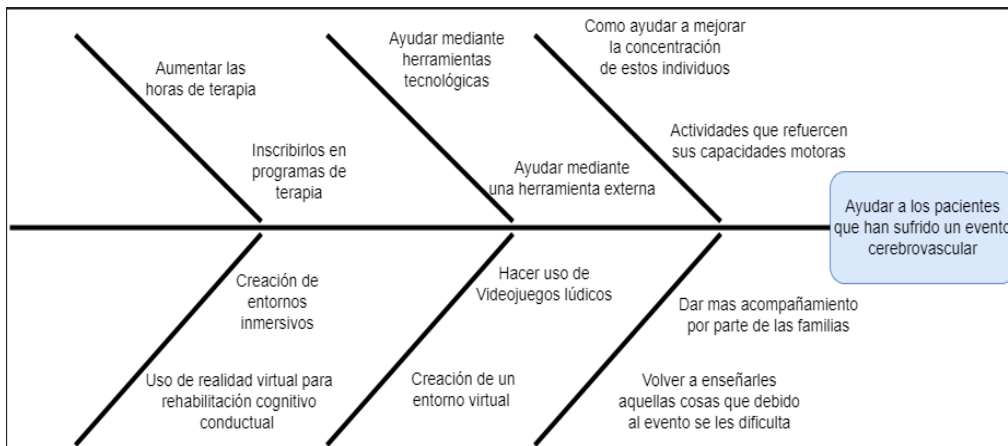 Aumentar las
horas de terapia
Inscribirlos en
programas de
terapia
Ayudar mediante
herramientas
tecnológicas
Ayudar mediante
una herramienta externa
Como ayudar a mejorar
la concentración
de estos individuos
Actividades que refuercen
sus capacidades motoras
Ayudar a los pacientes
que han sufrido un evento
cerebrovascular
Creación de
entornos
inmersivos
Uso de realidad virtual para
rehabilitación cognitivo
conductual
Hacer uso de
Videojuegos lúdicos
Creación de un
entorno virtual
Dar mas acompañamiento
por parte de las familias
Volver a enseñarles
aquellas cosas que debido
al evento se les dificulta